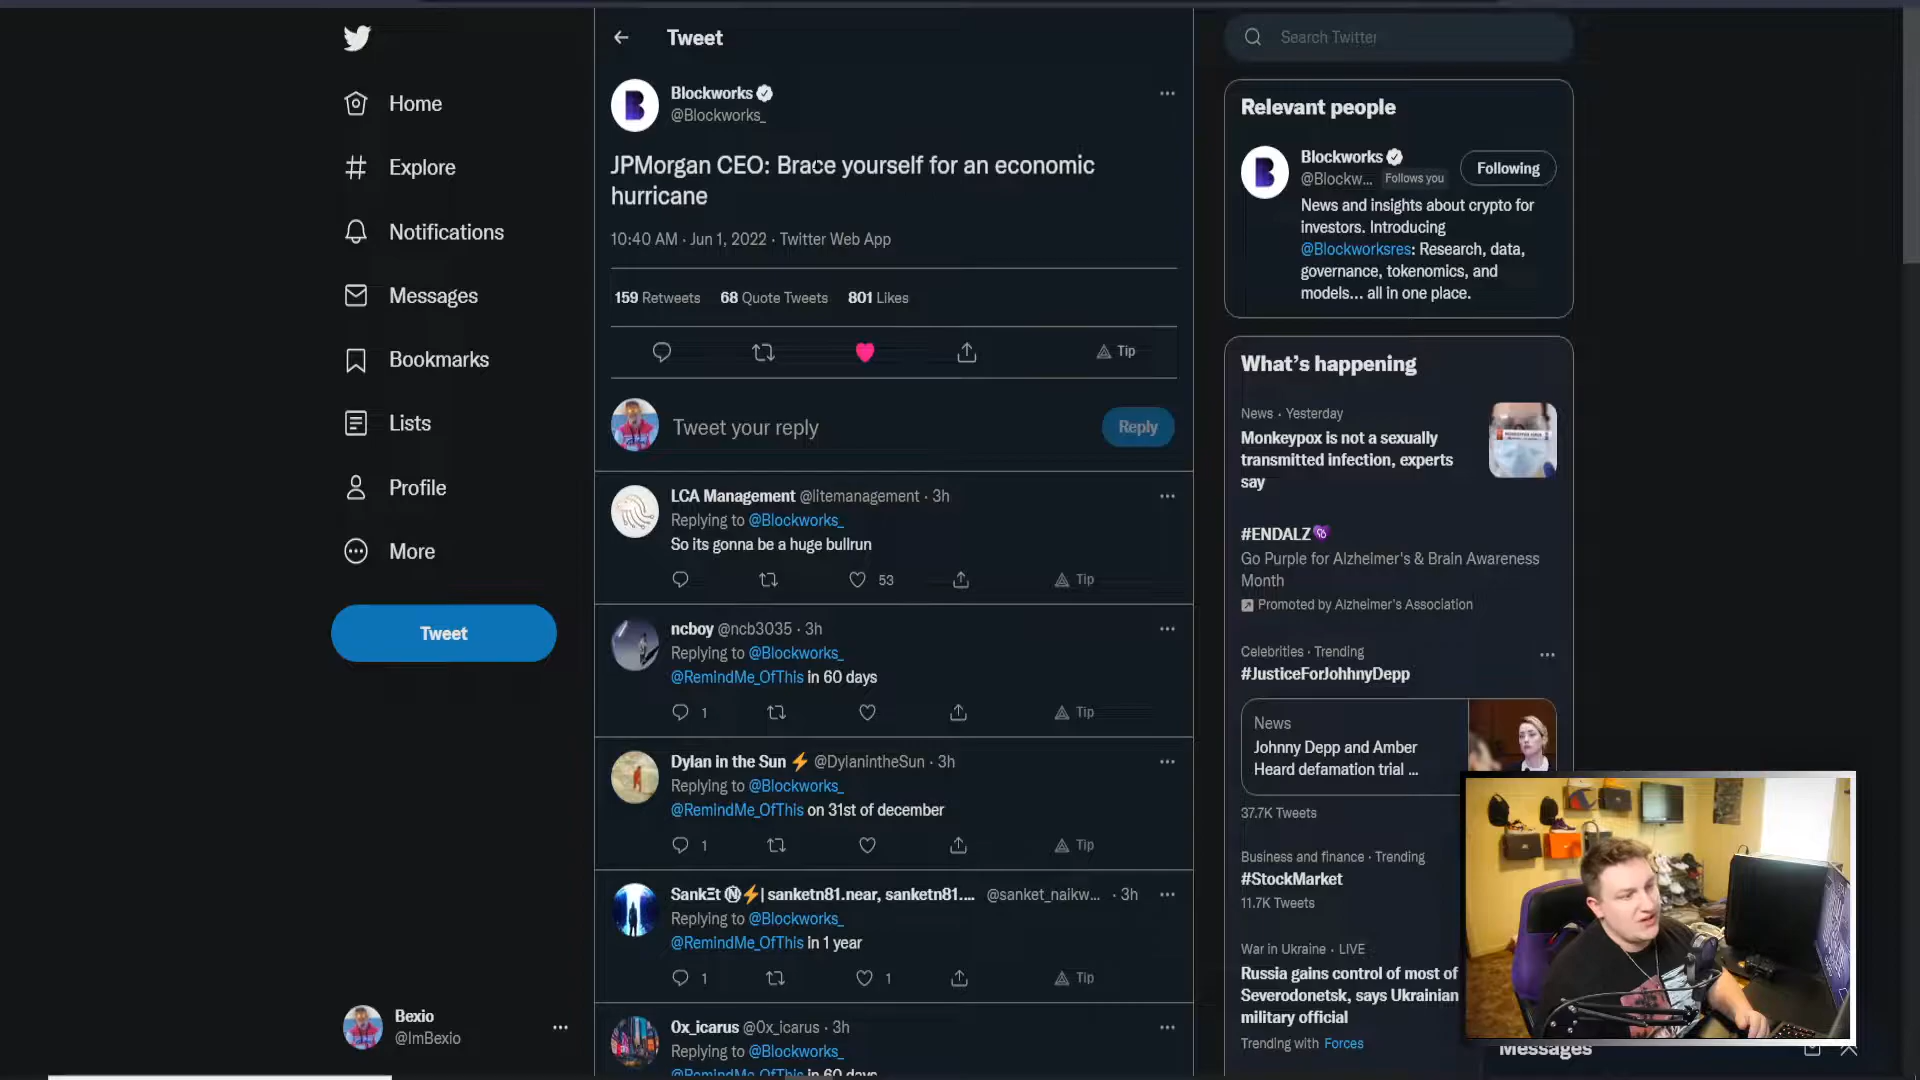 Home
Explore
Notifications
Messages
Bookmarks
Lists
Profile
More
Tweet
Bexio
@ImBexio
Tweet
Blockworks
@Blockworks_
JPMorgan CEO: Brace yourself for an economic
hurricane
10:40 AM · Jun 1, 2022 · Twitter Web App
159 Retweets 68 Quote Tweets 801 Likes
Tip
Tweet your reply
Reply
LCA Management @litemanagement · 3h
Replying to @Blockworks_
So its gonna be a huge bullrun
53
Tip
ncboy @ncb3035 · 3h
Replying to @Blockworks_
@RemindMe_OfThis in 60 days
1
Tip
Dylan in the Sun ⚡ @DylanintheSun · 3h
Replying to @Blockworks_
@RemindMe_OfThis on 31st of december
1
Tip
SankΞt Ⓝ⚡| sanketn81.near, sanketn81.... @sanket_naikw... · 3h
Replying to @Blockworks_
@RemindMe_OfThis in 1 year
1
1
Tip
0x_icarus @0x_icarus · 3h
Replying to @Blockworks_
@RemindMe_OfThis in 60 days
Search Twitter
Relevant people
Blockworks
@Blockw... Follows you
Following
News and insights about crypto for
investors. Introducing
@Blockworksres: Research, data,
governance, tokenomics, and
models... all in one place.
What's happening
News · Yesterday
Monkeypox is not a sexually
transmitted infection, experts
say
#ENDALZ
Go Purple for Alzheimer's & Brain Awareness
Month
Promoted by Alzheimer's Association
Celebrities · Trending
#JusticeForJohhnyDepp
News
Johnny Depp and Amber
Heard defamation trial ...
37.7K Tweets
Business and finance · Trending
#StockMarket
11.7K Tweets
War in Ukraine · LIVE
Russia gains control of most of
Severodonetsk, says Ukrainian
military official
Trending with Forces
Messages